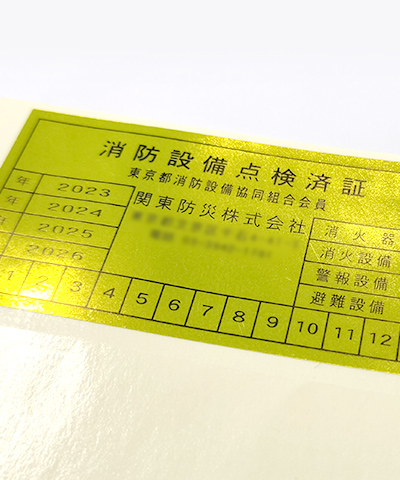 消防設備点検済証
東京都消防設備協同組合会員
関東防災株式会社
年 2023
年 2024
2025
2026
消火器
消火設備
警報設備
避難設備
1 2 3 4 5 6 7 8 9 10 11 12